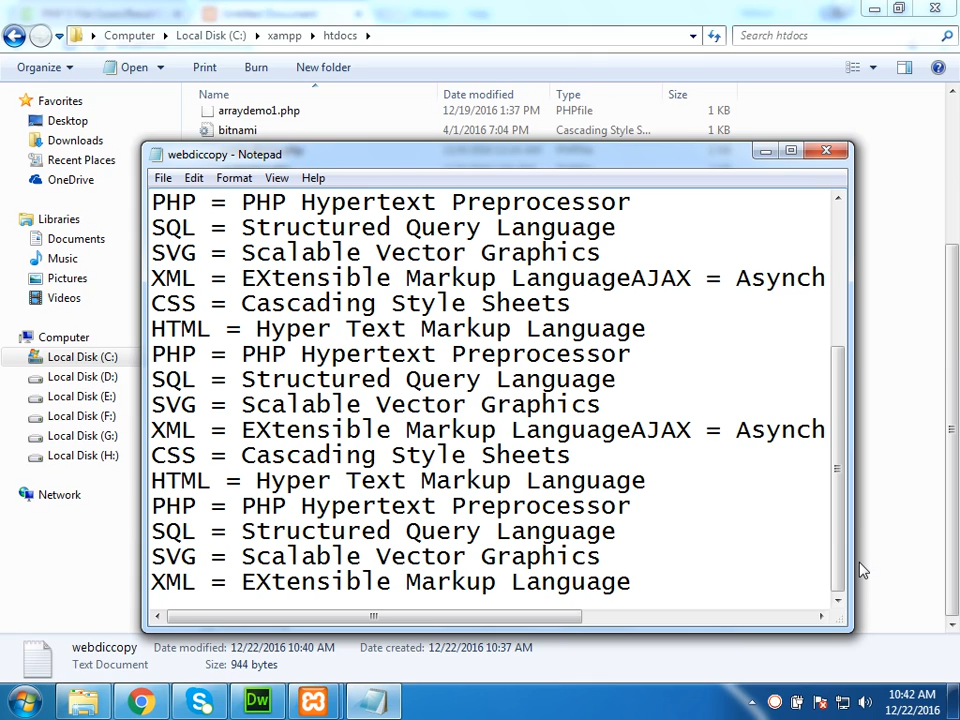 Untitled Document
Computer ▸ Local Disk (C:) ▸ xampp ▸ htdocs ▸
Search htdocs
Organize Open Print Burn New folder
Favorites
Desktop
Downloads
Recent Places
OneDrive
Libraries
Documents
Music
Pictures
Videos
Computer
Local Disk (C:)
Local Disk (D:)
Local Disk (E:)
Local Disk (F:)
Local Disk (G:)
Local Disk (H:)
Network
Name Date modified Type Size
arraydemo1.php 12/19/2016 1:37 PM PHPfile 1 KB
bitnami 4/1/2016 7:04 PM Cascading Style S... 1 KB
webdiccopy - Notepad
File Edit Format View Help
PHP = PHP Hypertext Preprocessor
SQL = Structured Query Language
SVG = Scalable Vector Graphics
XML = EXtensible Markup LanguageAJAX = Asynch
CSS = Cascading Style Sheets
HTML = Hyper Text Markup Language
PHP = PHP Hypertext Preprocessor
SQL = Structured Query Language
SVG = Scalable Vector Graphics
XML = EXtensible Markup LanguageAJAX = Asynch
CSS = Cascading Style Sheets
HTML = Hyper Text Markup Language
PHP = PHP Hypertext Preprocessor
SQL = Structured Query Language
SVG = Scalable Vector Graphics
XML = EXtensible Markup Language
webdiccopy Date modified: 12/22/2016 10:40 AM Date created: 12/22/2016 10:37 AM
Text Document Size: 944 bytes
Dw
10:42 AM
12/22/2016